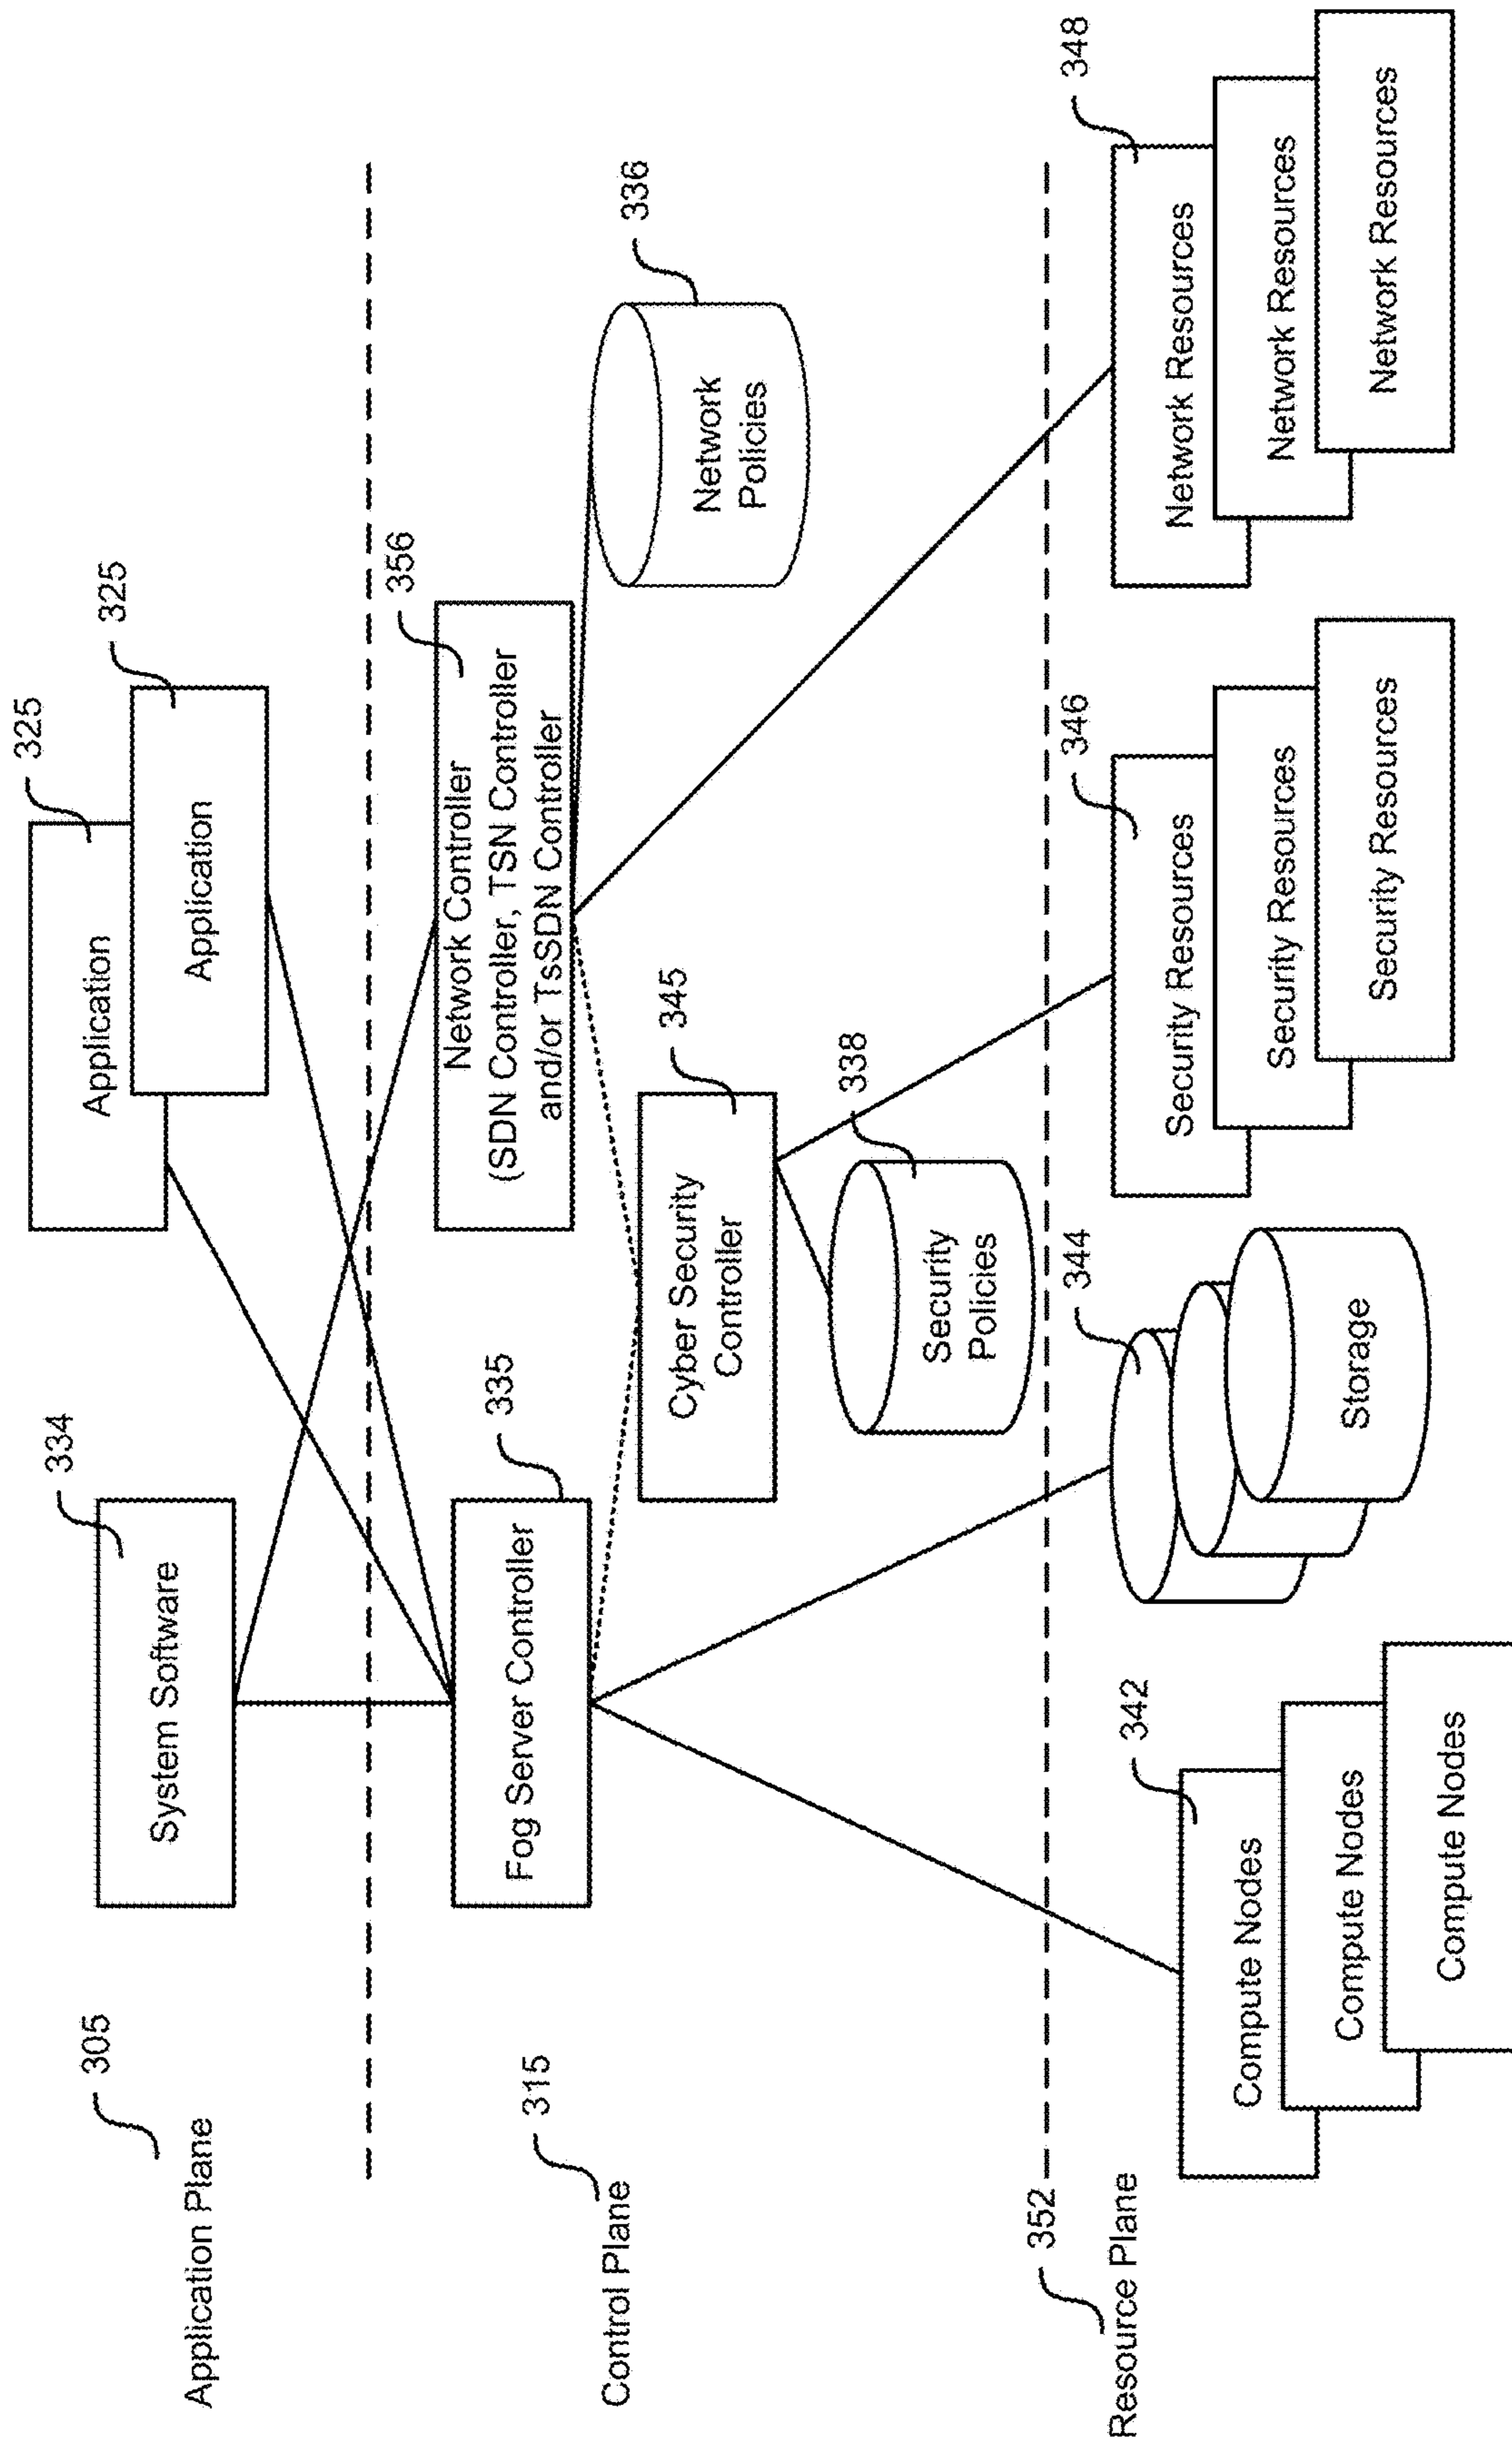 Application Plane
305
System Software
334
Application
325
Application
325
Control Plane
315
Fog Server Controller
335
Network Controller
(SDN Controller, TSN Controller
and/or TsSDN Controller
356
Network
Policies
336
Cyber Security
Controller
345
Security
Policies
338
Resource Plane
352
Compute Nodes
Compute Nodes
Compute Nodes
342
Storage
344
Security Resources
Security Resources
Security Resources
346
Network Resources
Network Resources
Network Resources
348